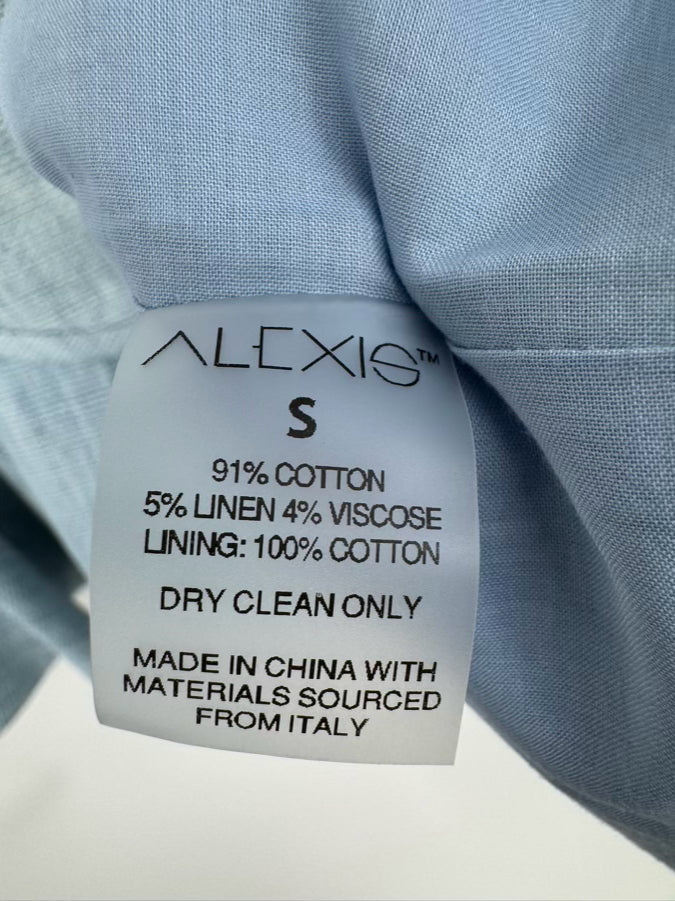 ALEXIS™
S
91% COTTON
5% LINEN 4% VISCOSE
LINING: 100% COTTON
DRY CLEAN ONLY
MADE IN CHINA WITH
MATERIALS SOURCED
FROM ITALY